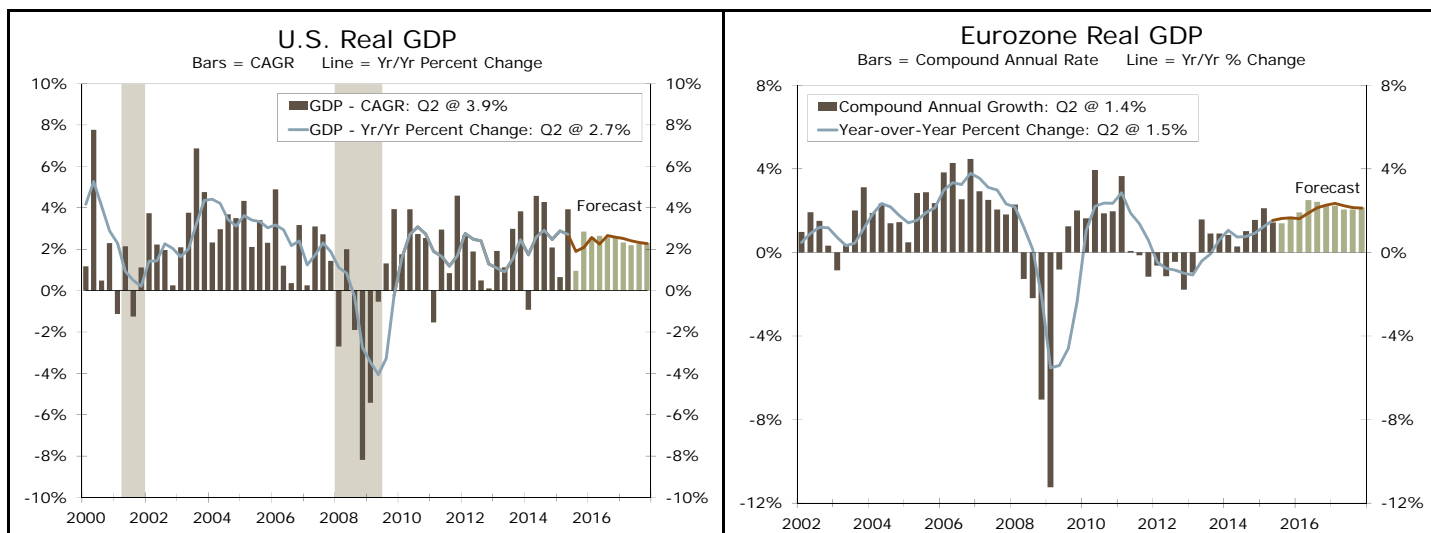 U.S. Real GDP
Bars = CAGR Line = Yr/Yr Percent Change
10%
8%
6%
4%
2%
0%
-2%
-4%
-6%
-8%
-10%
10%
8%
6%
4%
2%
0%
-2%
-4%
-6%
-8%
-10%
GDP - CAGR: Q2 @ 3.9%
GDP - Yr/Yr Percent Change: Q2 @ 2.7%
Forecast
2000 2002 2004 2006 2008 2010 2012 2014 2016
Eurozone Real GDP
Bars = Compound Annual Rate Line = Yr/Yr % Change
8%
4%
0%
-4%
-8%
-12%
8%
4%
0%
-4%
-8%
-12%
Compound Annual Growth: Q2 @ 1.4%
Year-over-Year Percent Change: Q2 @ 1.5%
Forecast
2002 2004 2006 2008 2010 2012 2014 2016